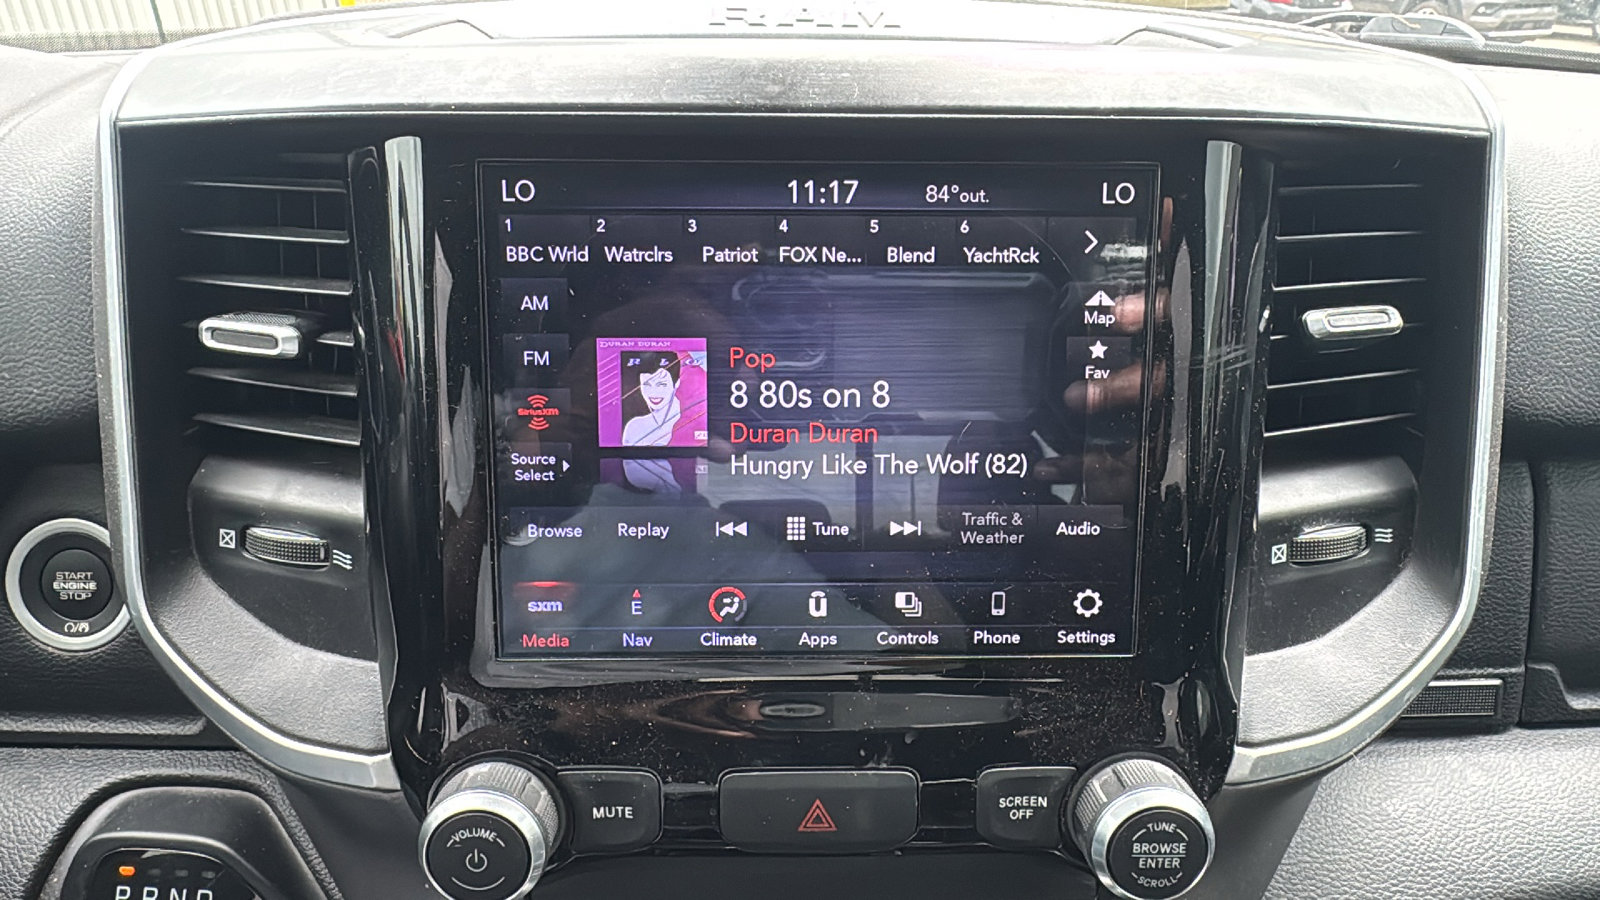 RAM
LO
11:17
84°out.
LO
1
2
3
4
5
6
BBC Wrld
Watrclrs
Patriot
FOX Ne...
Blend
YachtRck
AM
Map
FM
Fav
SiriusXM
Source
Select
DURAN DURAN
RIO
Pop
8 80s on 8
Duran Duran
Hungry Like The Wolf (82)
Browse
Replay
Tune
Traffic &
Weather
Audio
sxm
E
Media
Nav
Climate
Apps
Controls
Phone
Settings
START
ENGINE
STOP
MUTE
SCREEN
OFF
VOLUME
TUNE
BROWSE
ENTER
SCROLL
P R N D